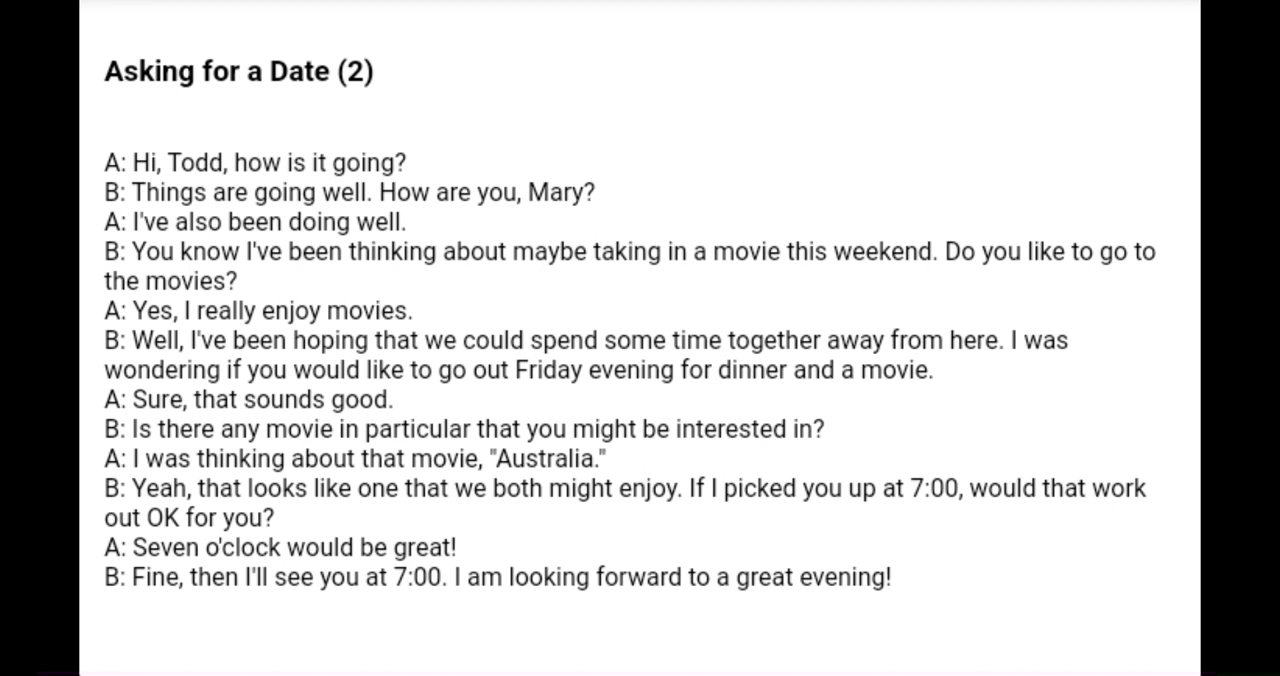 Asking for a Date (2)
A: Hi, Todd, how is it going?
B: Things are going well. How are you, Mary?
A: I've also been doing well.
B: You know I've been thinking about maybe taking in a movie this weekend. Do you like to go to
the movies?
A: Yes, I really enjoy movies.
B: Well, I've been hoping that we could spend some time together away from here. I was
wondering if you would like to go out Friday evening for dinner and a movie.
A: Sure, that sounds good.
B: Is there any movie in particular that you might be interested in?
A: I was thinking about that movie, "Australia."
B: Yeah, that looks like one that we both might enjoy. If I picked you up at 7:00, would that work
out OK for you?
A: Seven o'clock would be great!
B: Fine, then I'll see you at 7:00. I am looking forward to a great evening!